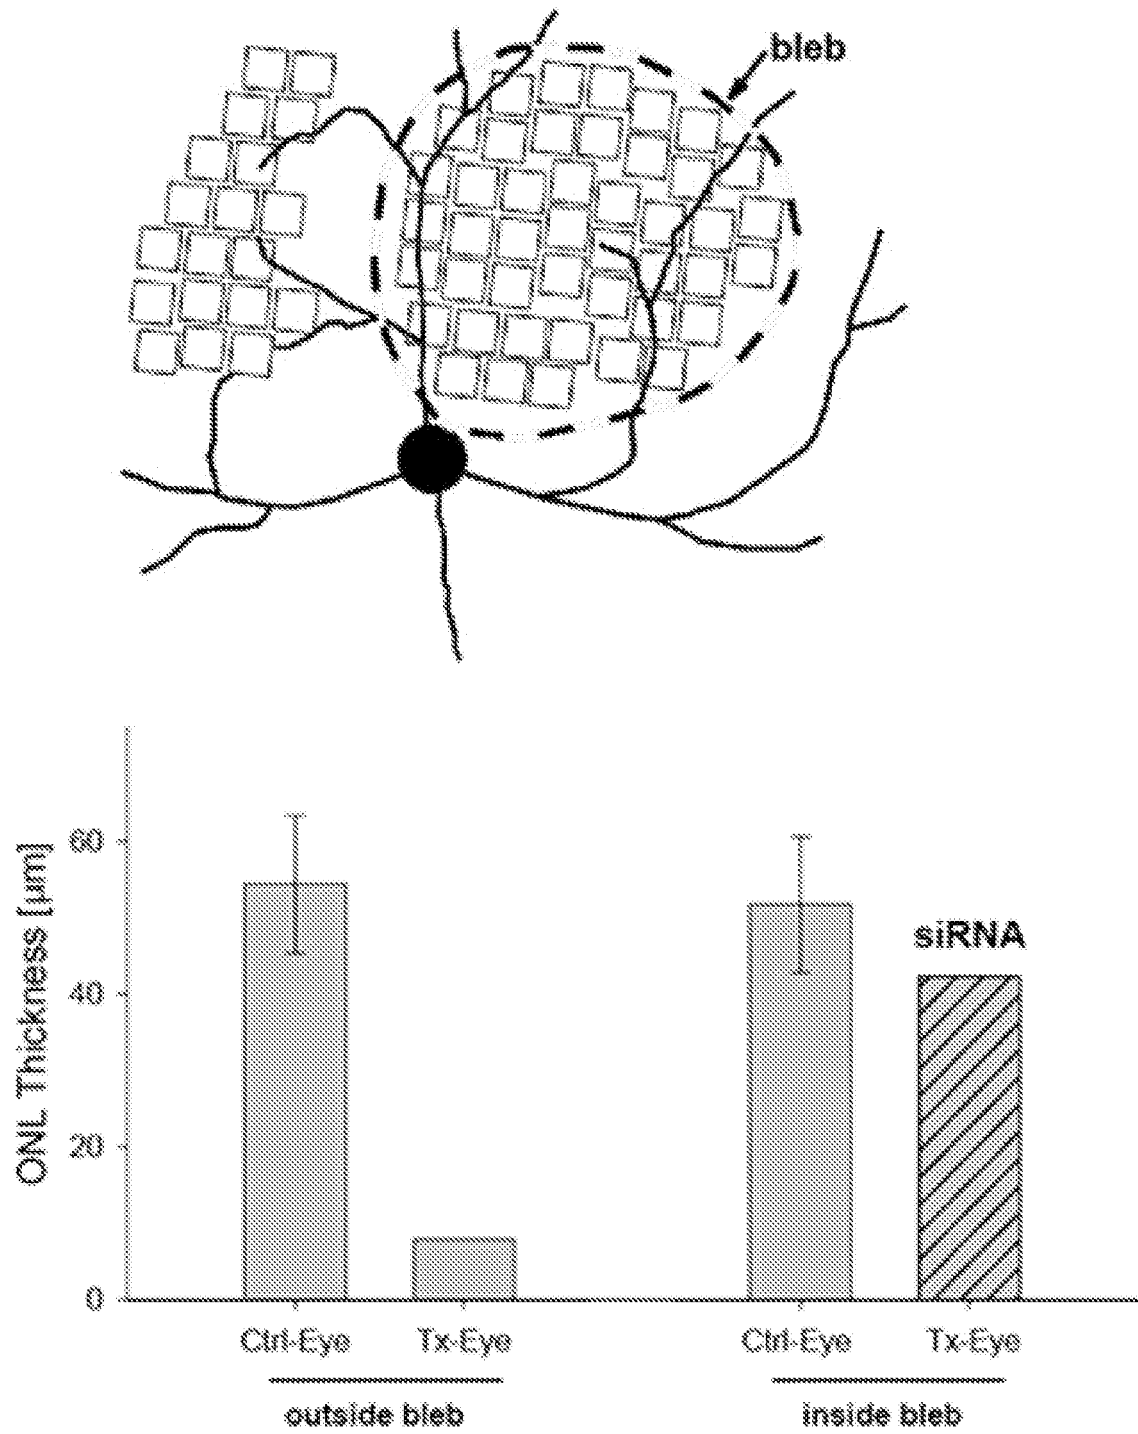 bleb
ONL Thickness [μm]
60
40
20
0
siRNA
Ctrl-Eye Tx-Eye Ctrl-Eye Tx-Eye
outside bleb inside bleb